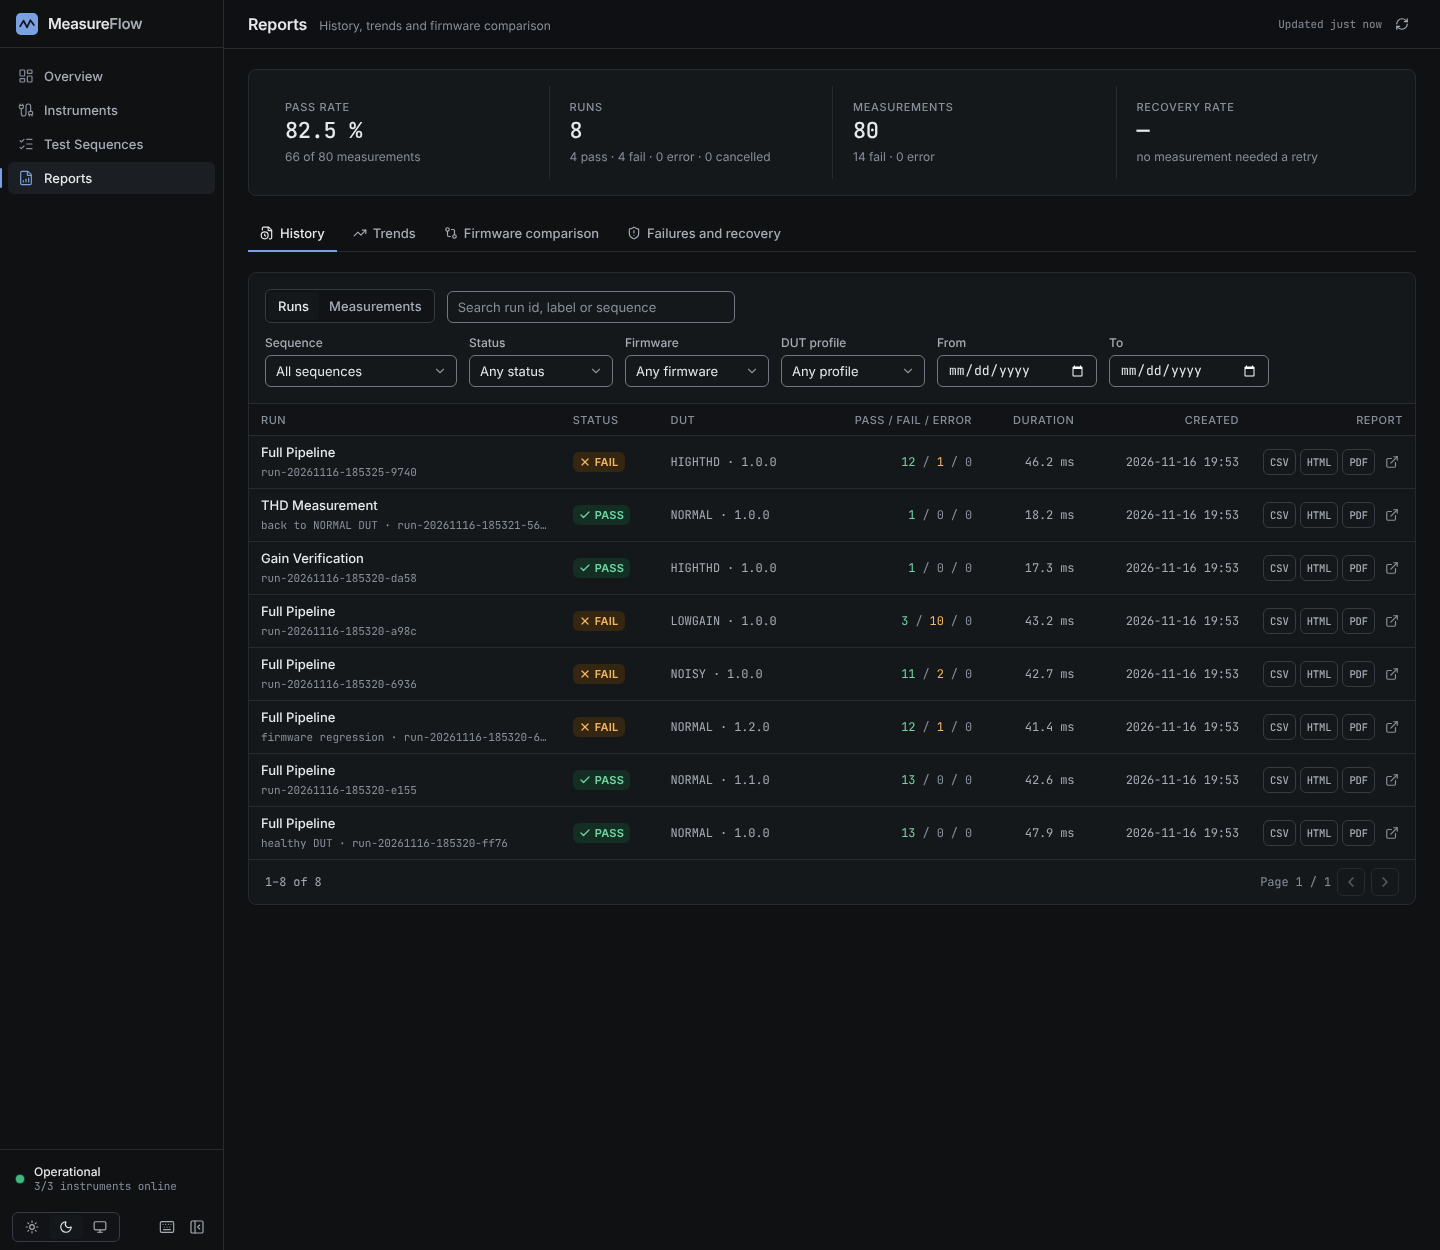 MeasureFlow
Overview
Instruments
Test Sequences
Reports
Reports History, trends and firmware comparison
Updated just now
PASS RATE
82.5 %
66 of 80 measurements
RUNS
8
4 pass · 4 fail · 0 error · 0 cancelled
MEASUREMENTS
80
14 fail · 0 error
RECOVERY RATE
—
no measurement needed a retry
History Trends Firmware comparison Failures and recovery
Runs Measurements Search run id, label or sequence
Sequence Status Firmware DUT profile From To
All sequences Any status Any firmware Any profile mm/dd/yyyy mm/dd/yyyy
RUN STATUS DUT PASS / FAIL / ERROR DURATION CREATED REPORT
Full Pipeline
run-20261116-185325-9740
FAIL HIGHTHD · 1.0.0 12 / 1 / 0 46.2 ms 2026-11-16 19:53 CSV HTML PDF
THD Measurement
back to NORMAL DUT · run-20261116-185321-56…
PASS NORMAL · 1.0.0 1 / 0 / 0 18.2 ms 2026-11-16 19:53 CSV HTML PDF
Gain Verification
run-20261116-185320-da58
PASS HIGHTHD · 1.0.0 1 / 0 / 0 17.3 ms 2026-11-16 19:53 CSV HTML PDF
Full Pipeline
run-20261116-185320-a98c
FAIL LOWGAIN · 1.0.0 3 / 10 / 0 43.2 ms 2026-11-16 19:53 CSV HTML PDF
Full Pipeline
run-20261116-185320-6936
FAIL NOISY · 1.0.0 11 / 2 / 0 42.7 ms 2026-11-16 19:53 CSV HTML PDF
Full Pipeline
firmware regression · run-20261116-185320-6…
FAIL NORMAL · 1.2.0 12 / 1 / 0 41.4 ms 2026-11-16 19:53 CSV HTML PDF
Full Pipeline
run-20261116-185320-e155
PASS NORMAL · 1.1.0 13 / 0 / 0 42.6 ms 2026-11-16 19:53 CSV HTML PDF
Full Pipeline
healthy DUT · run-20261116-185320-ff76
PASS NORMAL · 1.0.0 13 / 0 / 0 47.9 ms 2026-11-16 19:53 CSV HTML PDF
1–8 of 8 Page 1 / 1
Operational
3/3 instruments online